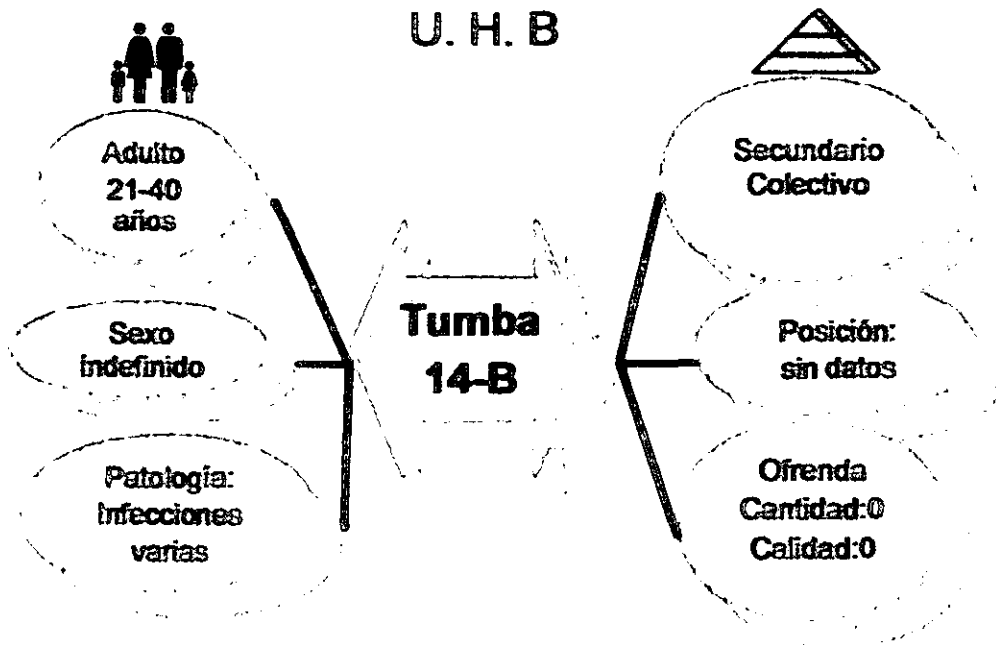 U. H. B
Adulto
21-40
años
Sexo
indefinido
Patología:
Infecciones
varias
Tumba
14-B
Secundario
Colectivo
Posición:
sin datos
Ofrenda
Cantidad:0
Calidad:0